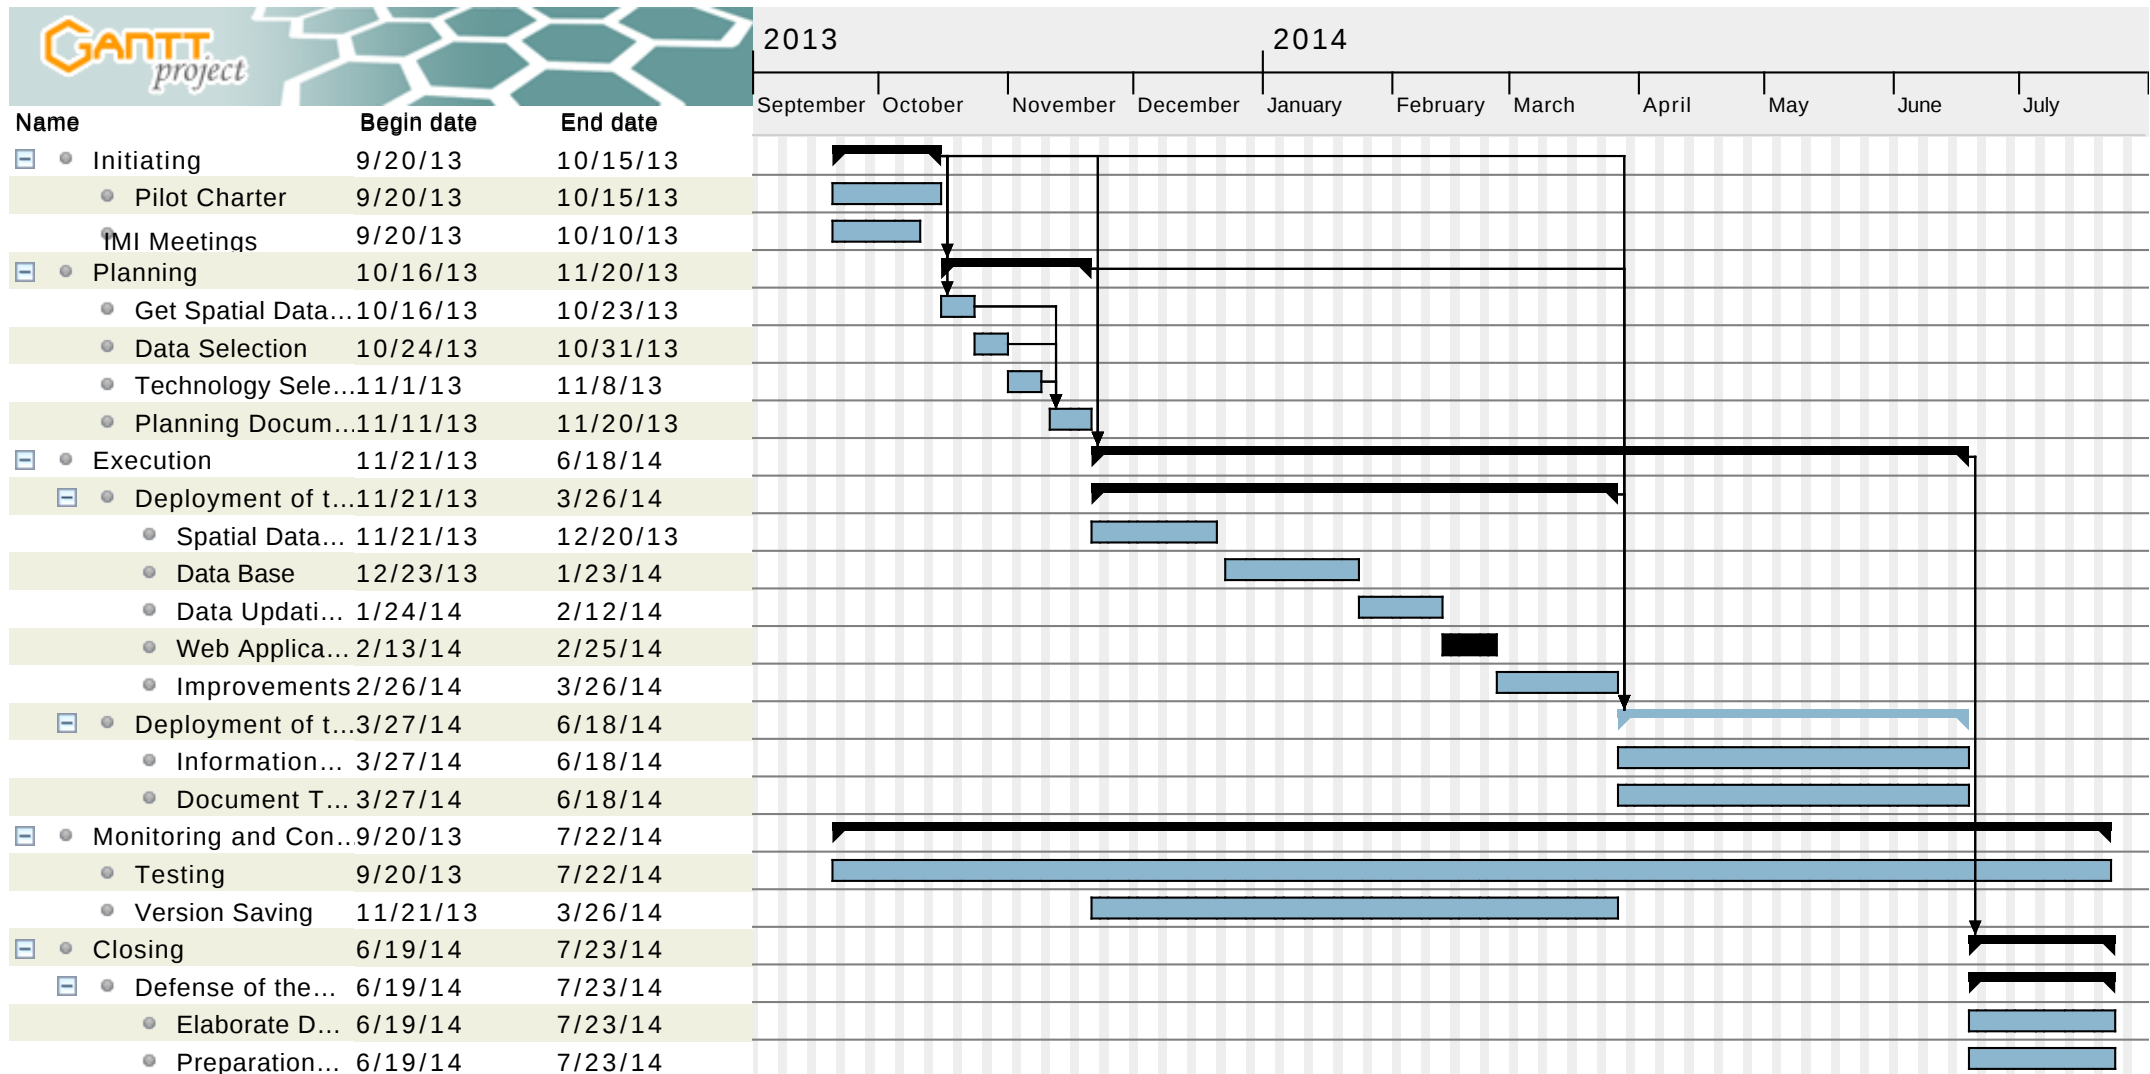 GANTT
project
2013 2014
September October November December January February March April May June July
Name Begin date End date
Initiating 9/20/13 10/15/13
Pilot Charter 9/20/13 10/15/13
IMI Meetings 9/20/13 10/10/13
Planning 10/16/13 11/20/13
Get Spatial Data... 10/16/13 10/23/13
Data Selection 10/24/13 10/31/13
Technology Sele... 11/1/13 11/8/13
Planning Docum... 11/11/13 11/20/13
Execution 11/21/13 6/18/14
Deployment of t... 11/21/13 3/26/14
Spatial Data... 11/21/13 12/20/13
Data Base 12/23/13 1/23/14
Data Updati... 1/24/14 2/12/14
Web Applica... 2/13/14 2/25/14
Improvements 2/26/14 3/26/14
Deployment of t... 3/27/14 6/18/14
Information... 3/27/14 6/18/14
Document T... 3/27/14 6/18/14
Monitoring and Con... 9/20/13 7/22/14
Testing 9/20/13 7/22/14
Version Saving 11/21/13 3/26/14
Closing 6/19/14 7/23/14
Defense of the... 6/19/14 7/23/14
Elaborate D... 6/19/14 7/23/14
Preparation... 6/19/14 7/23/14